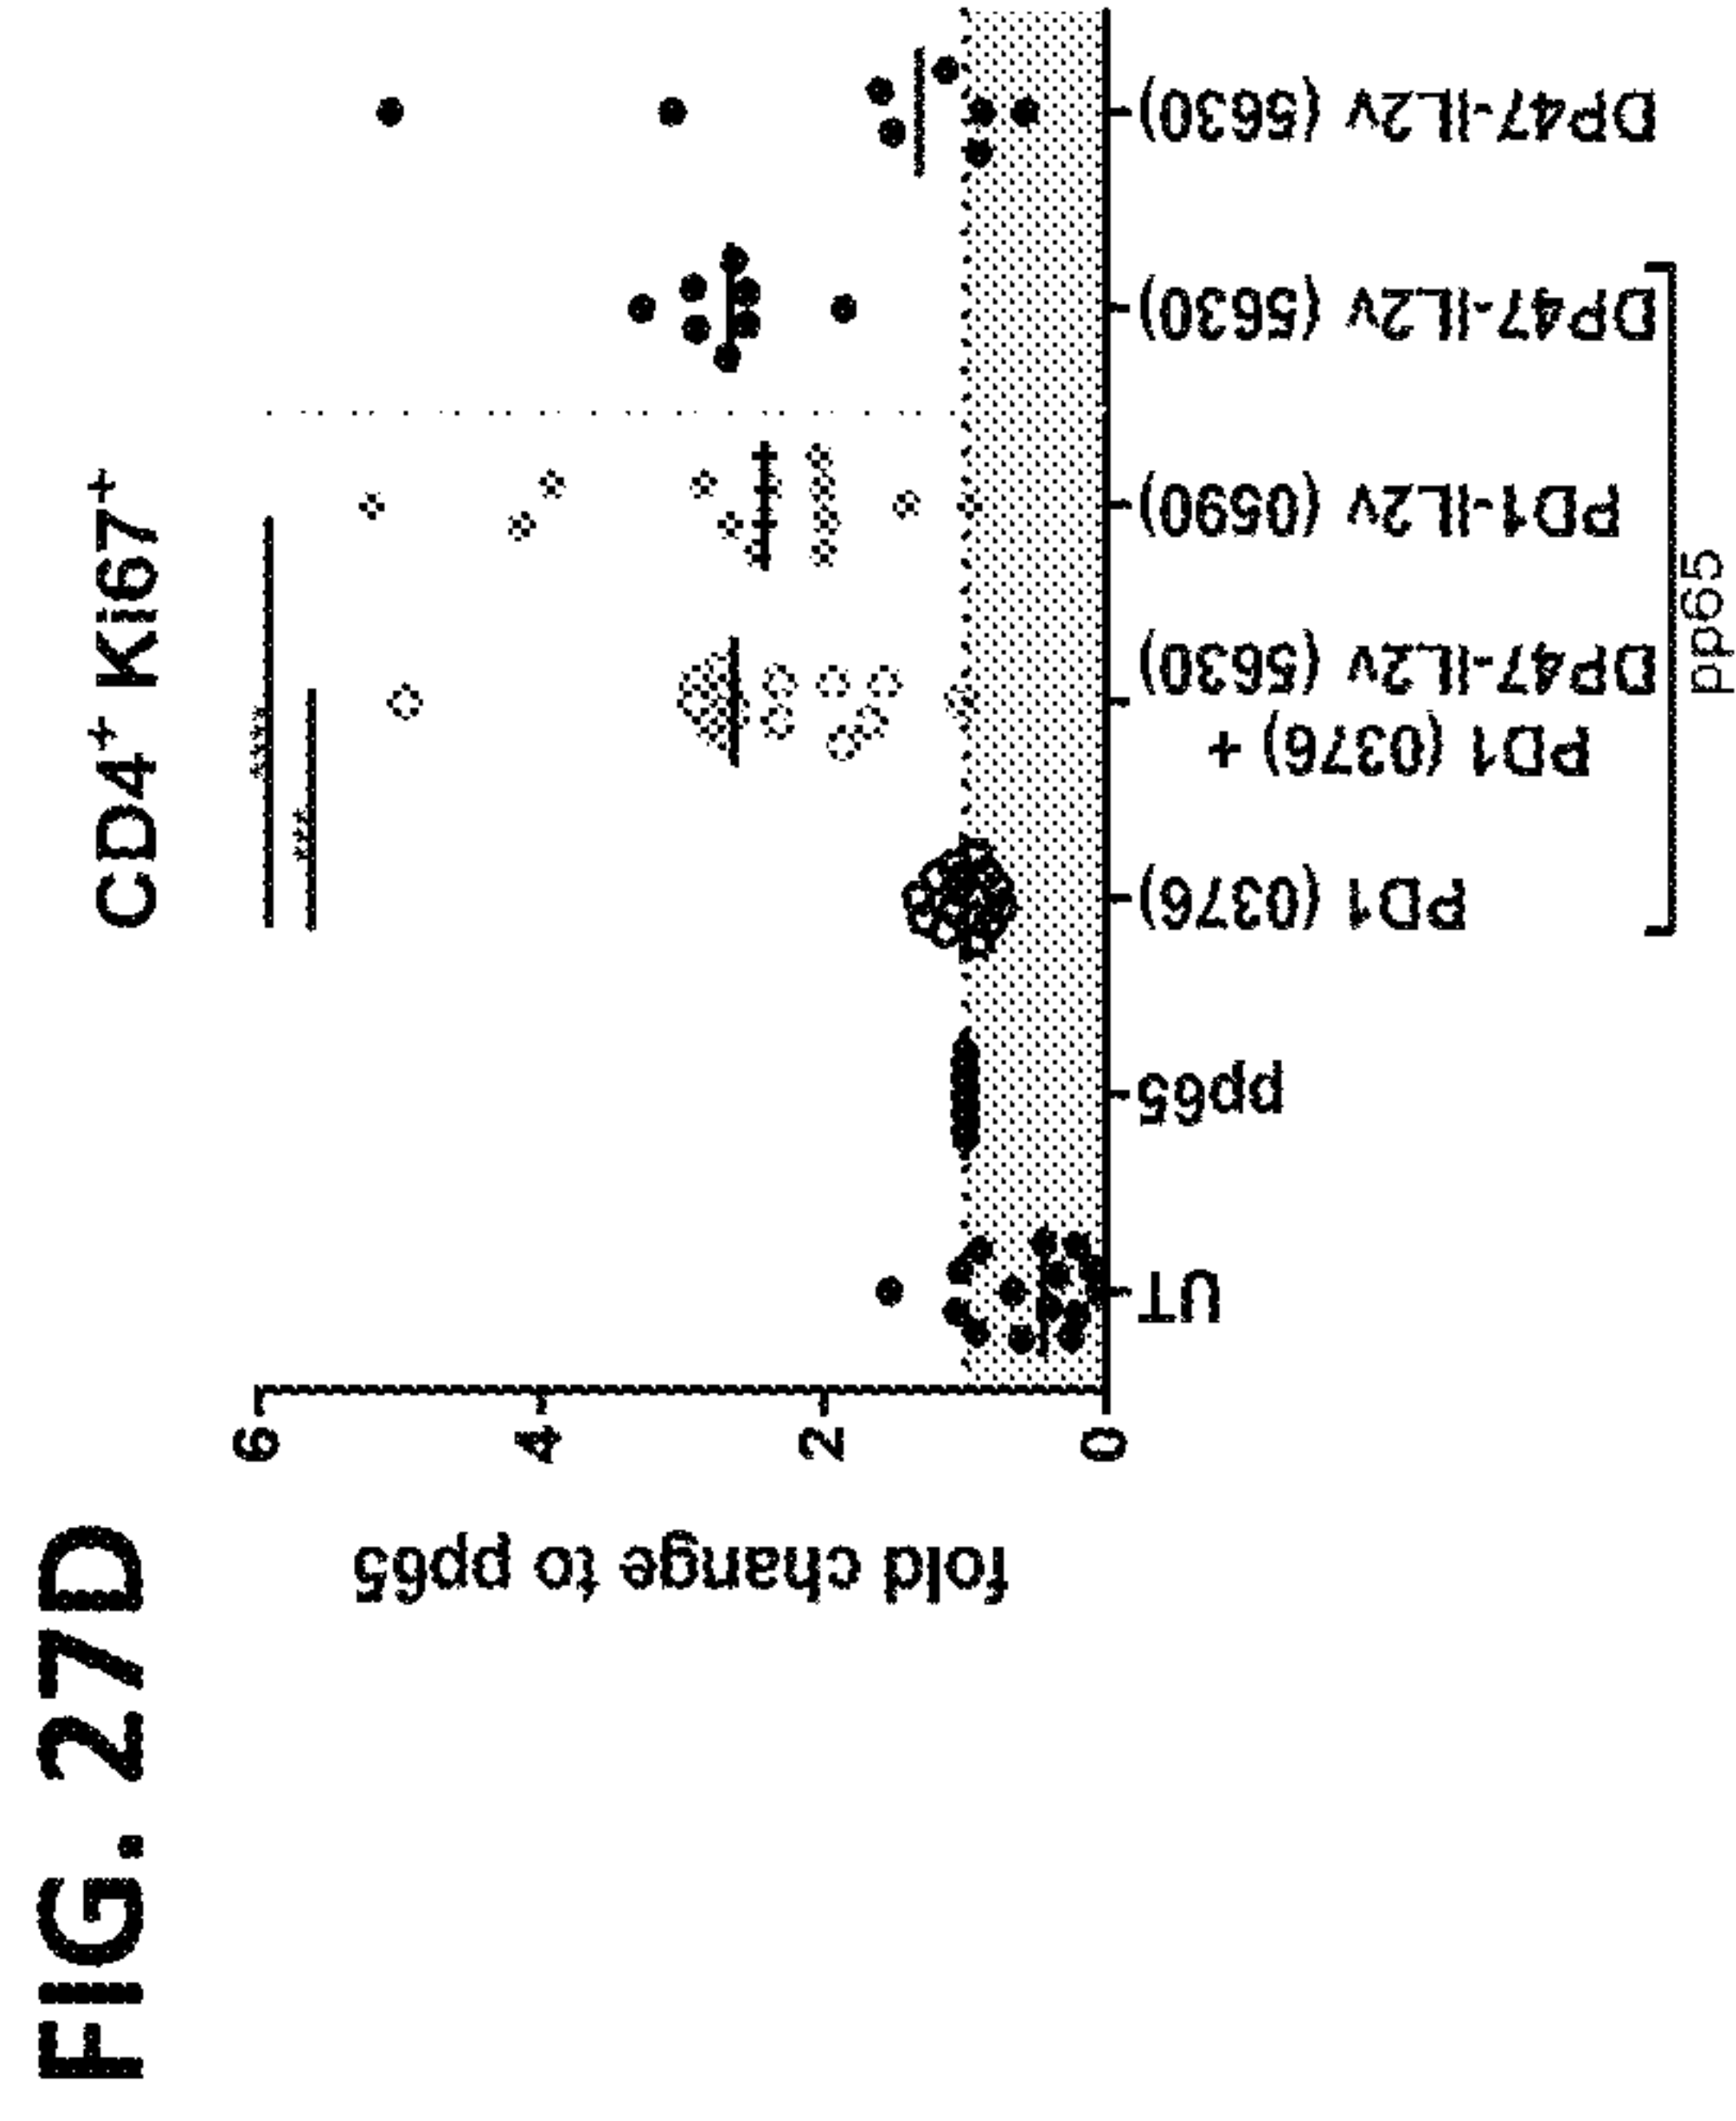 FIG. 27D
CD4+ Ki67+
****
***
fold change to pp65
6
4
2
0
UT
pp65
PD1 (0376)
PD1 (0376) +
DP47-IL2v (5630)
PD1-IL2v (0590)
DP47-IL2v (5630)
DP47-IL2v (5630)
pp65